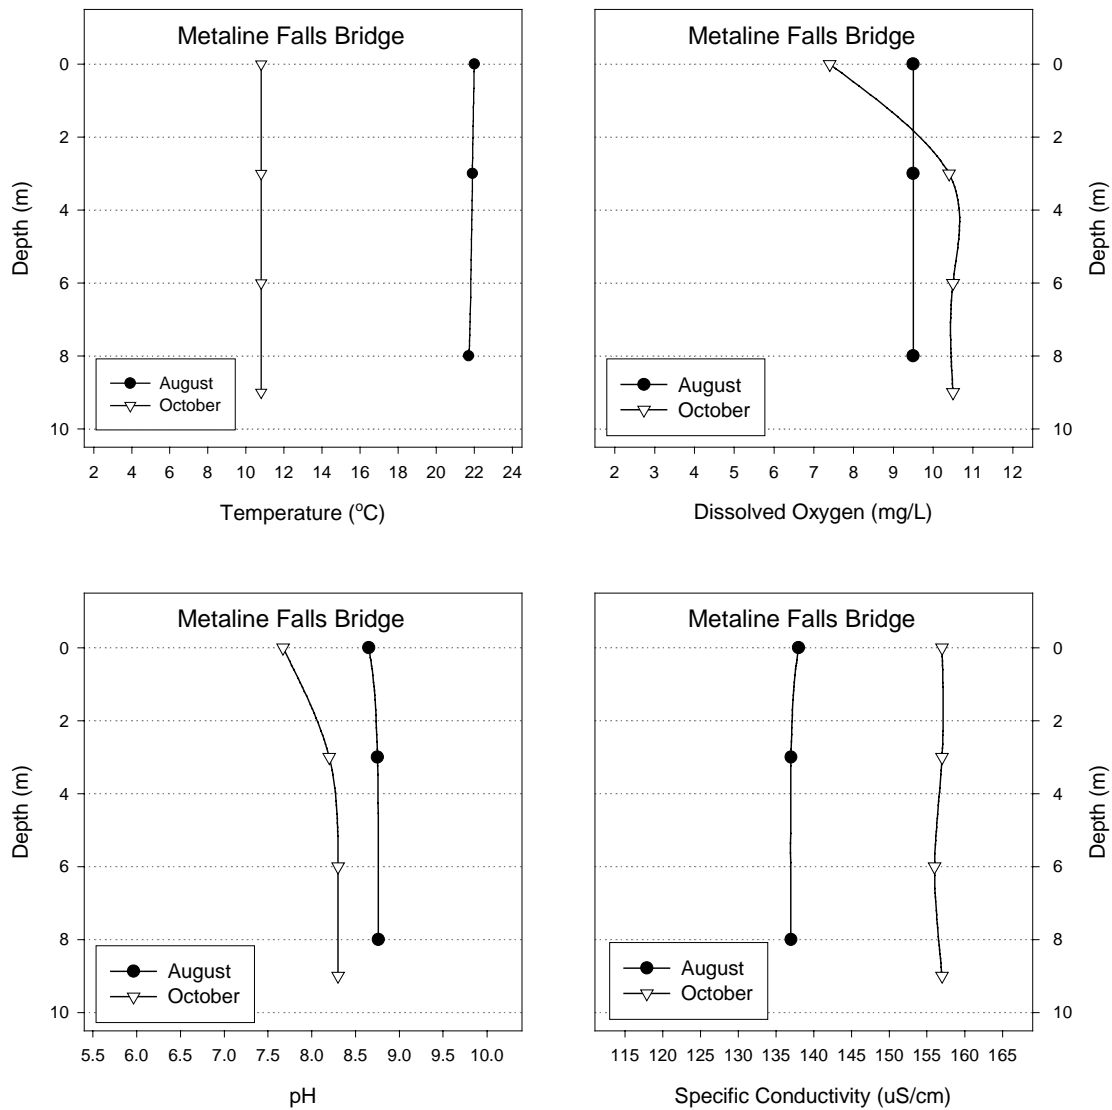 Metaline Falls Bridge
0
2
4
6
8
10
Depth (m)
August
October
2 4 6 8 10 12 14 16 18 20 22 24
Temperature (°C)
Metaline Falls Bridge
0
2
4
6
8
10
Depth (m)
August
October
2 3 4 5 6 7 8 9 10 11 12
Dissolved Oxygen (mg/L)
Metaline Falls Bridge
0
2
4
6
8
10
Depth (m)
August
October
5.5 6.0 6.5 7.0 7.5 8.0 8.5 9.0 9.5 10.0
pH
Metaline Falls Bridge
0
2
4
6
8
10
Depth (m)
August
October
115 120 125 130 135 140 145 150 155 160 165
Specific Conductivity (uS/cm)